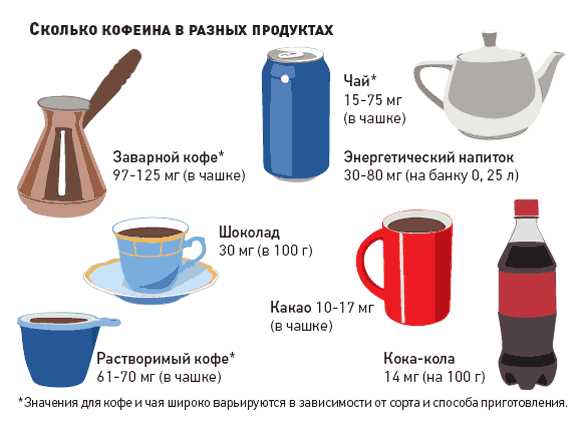 Сколько кофеина в разных продуктах
Чай*
15-75 мг
(в чашке)
Заварной кофе*
97-125 мг (в чашке)
Энергетический напиток
30-80 мг (на банку 0, 25 л)
Шоколад
30 мг (в 100 г)
Какао 10-17 мг
(в чашке)
Растворимый кофе*
61-70 мг (в чашке)
Кока-кола
14 мг (на 100 г)
*Значения для кофе и чая широко варьируются в зависимости от сорта и способа приготовления.